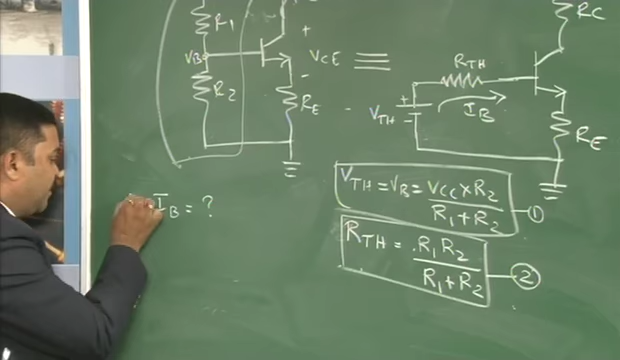 R1
VB
R2
+
VCE
-
RE
RC
RTH
+
VTH
-
IB
RE
VTH = VB = VCC x R2 / R1 + R2 ①
RTH = R1 R2 / R1 + R2 ②
IB = ?